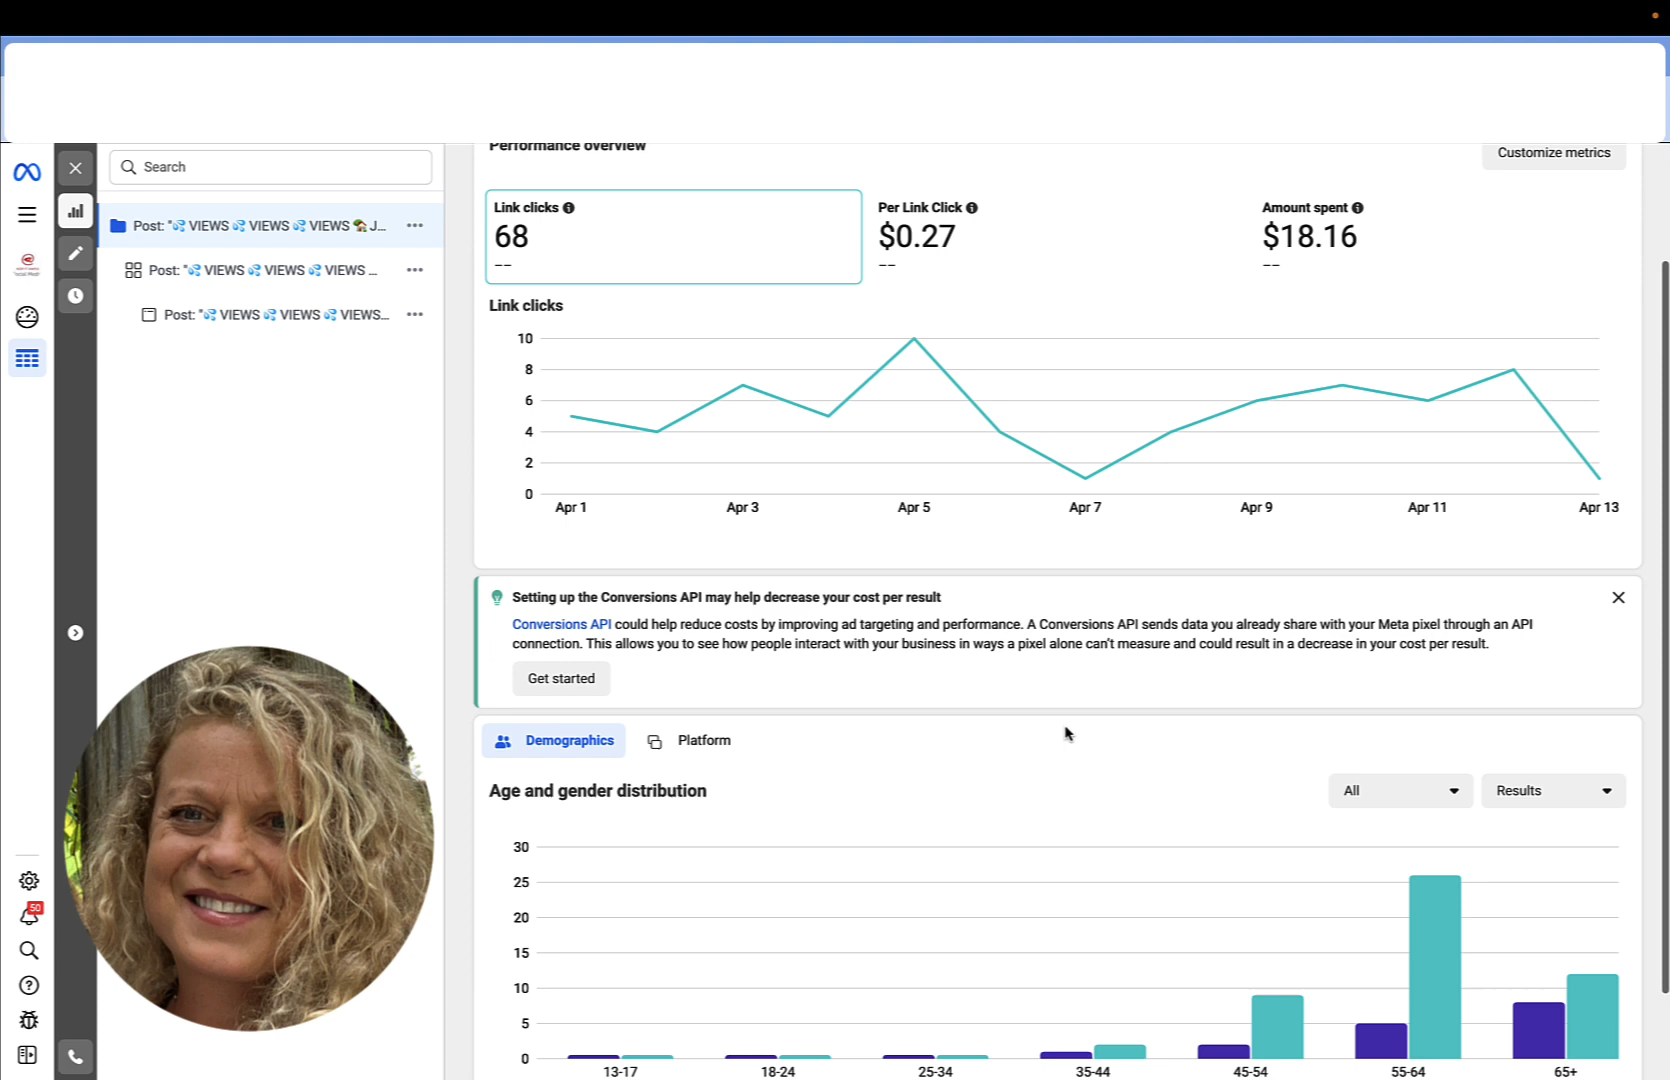 Performance overview
Customize metrics
Search
Post: "💦 VIEWS 💦 VIEWS 💦 VIEWS 🏡 J...
Post: "💦 VIEWS 💦 VIEWS 💦 VIEWS ...
Post: "💦 VIEWS 💦 VIEWS 💦 VIEWS...
Link clicks
68
--
Per Link Click
$0.27
--
Amount spent
$18.16
--
Link clicks
10
8
6
4
2
0
Apr 1 Apr 3 Apr 5 Apr 7 Apr 9 Apr 11 Apr 13
Setting up the Conversions API may help decrease your cost per result
Conversions API could help reduce costs by improving ad targeting and performance. A Conversions API sends data you already share with your Meta pixel through an API
connection. This allows you to see how people interact with your business in ways a pixel alone can't measure and could result in a decrease in your cost per result.
Get started
Demographics Platform
Age and gender distribution
All
Results
30
25
20
15
10
5
0
13-17 18-24 25-34 35-44 45-54 55-64 65+
50